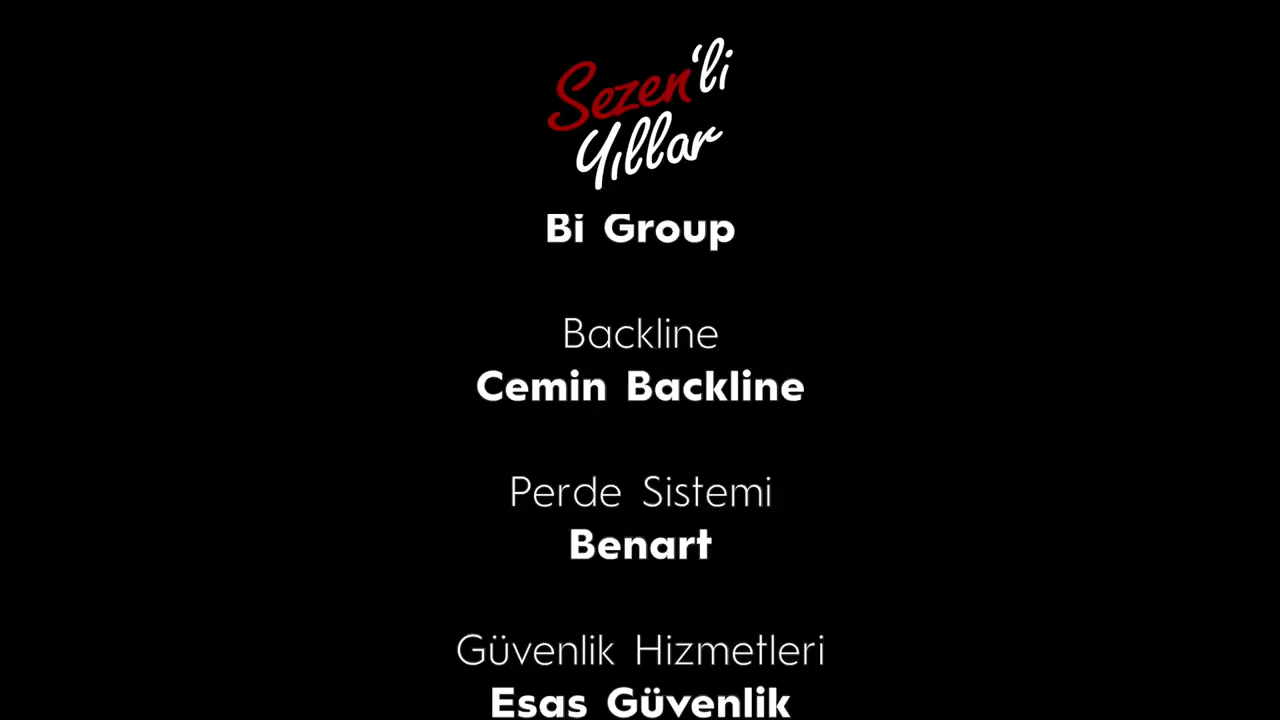 Sezen'li
Yıllar
Bi Group
Backline
Cemin Backline
Perde Sistemi
Benart
Güvenlik Hizmetleri
Esas Güvenlik